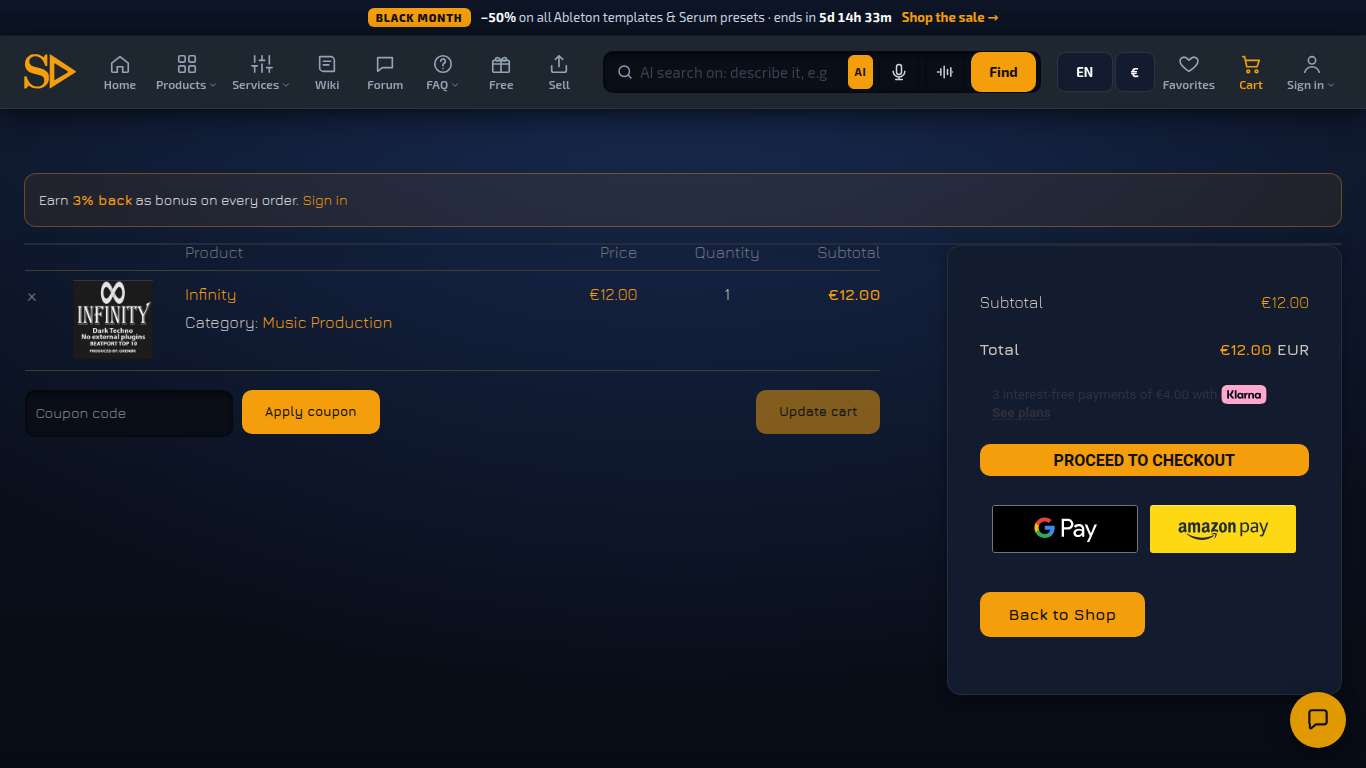 BLACK MONTH −50% on all Ableton templates & Serum presets · ends in 5d 14h 33m Shop the sale →
SD
Home
Products
Services
Wiki
Forum
FAQ
Free
Sell
AI search on: describe it, e.g
AI
Find
EN
€
Favorites
Cart
Sign in
Earn 3% back as bonus on every order. Sign in
Product Price Quantity Subtotal
× Infinity €12.00 1 €12.00
Category: Music Production
INFINITY
Dark Techno
No external plugins
BEATPORT TOP 10
Coupon code
Apply coupon
Update cart
Subtotal €12.00
Total €12.00 EUR
3 interest-free payments of €4.00 with Klarna
See plans
PROCEED TO CHECKOUT
G Pay
amazon pay
Back to Shop